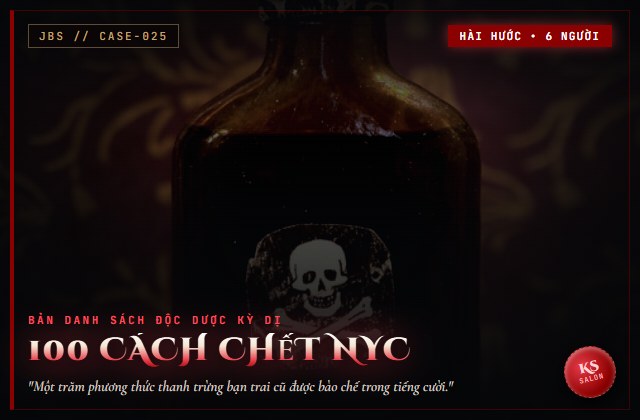 JBS // CASE-025
HÀI HƯỚC • 6 NGƯỜI
BẢN DANH SÁCH ĐỘC DƯỢC KỲ DỊ
100 CÁCH CHẾT NYC
"Một trăm phương thức thanh trừng bạn trai cũ được bào chế trong tiếng cười."
KS
SALON